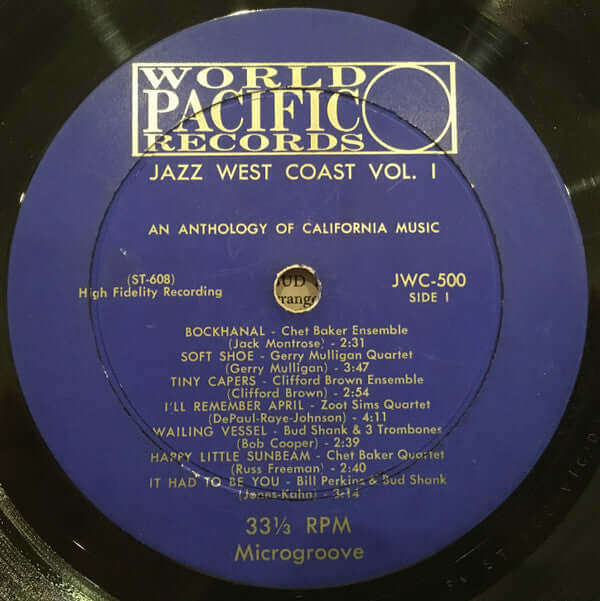 WORLD
PACIFIC
RECORDS
JAZZ WEST COAST VOL. I
AN ANTHOLOGY OF CALIFORNIA MUSIC
(ST-608)
High Fidelity Recording
JWC-500
SIDE I
BOCKHANAL - Chet Baker Ensemble
(Jack Montrose) - 2:31
SOFT SHOE - Gerry Mulligan Quartet
(Gerry Mulligan) - 3:47
TINY CAPERS - Clifford Brown Ensemble
(Clifford Brown) - 2:54
I'LL REMEMBER APRIL - Zoot Sims Quartet
(DePaul-Raye-Johnson) - 4:11
WAILING VESSEL - Bud Shank & 3 Trombones
(Bob Cooper) - 2:39
HAPPY LITTLE SUNBEAM - Chet Baker Quartet
(Russ Freeman) - 2:40
IT HAD TO BE YOU - Bill Perkins & Bud Shank
(Jones-Kahn) - 3:14
33⅓ RPM
Microgroove